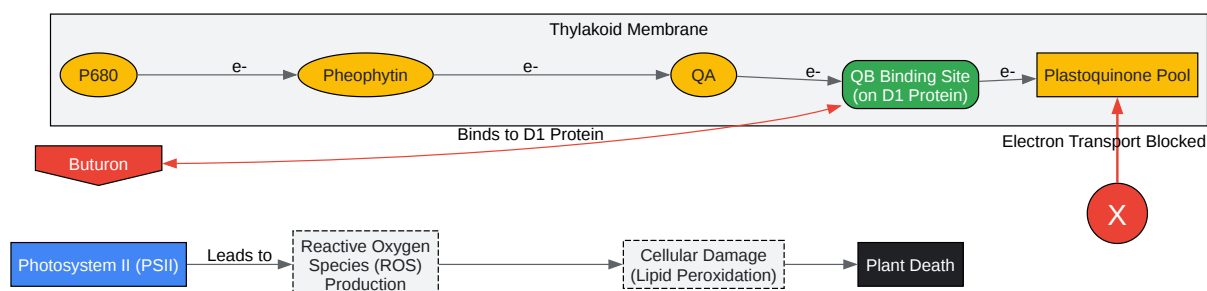 Thylakoid Membrane
P680
e-
Pheophytin
e-
QA
e-
QB Binding Site
(on D1 Protein)
e-
Plastoquinone Pool
Binds to D1 Protein
Electron Transport Blocked
Buturon
X
Photosystem II (PSII)
Leads to
Reactive Oxygen
Species (ROS)
Production
Cellular Damage
(Lipid Peroxidation)
Plant Death